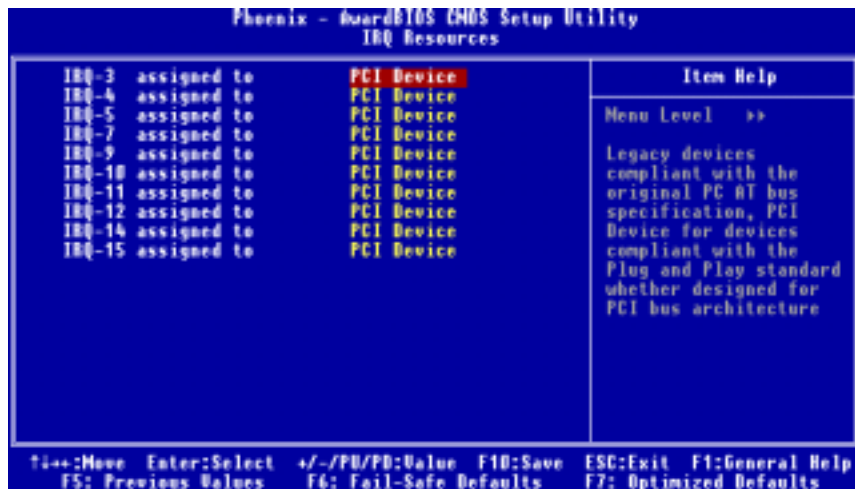 Phoenix - AwardBIOS CMOS Setup Utility
IRQ Resources
IRQ-3 assigned to PCI Device
IRQ-4 assigned to PCI Device
IRQ-5 assigned to PCI Device
IRQ-7 assigned to PCI Device
IRQ-9 assigned to PCI Device
IRQ-10 assigned to PCI Device
IRQ-11 assigned to PCI Device
IRQ-12 assigned to PCI Device
IRQ-14 assigned to PCI Device
IRQ-15 assigned to PCI Device
Item Help
Menu Level ▸▸
Legacy devices
compliant with the
original PC AT bus
specification, PCI
Device for devices
compliant with the
Plug and Play standard
whether designed for
PCI bus architecture
↑↓→←:Move Enter:Select +/-/PU/PD:Value F10:Save ESC:Exit F1:General Help
F5: Previous Values F6: Fail-Safe Defaults F7: Optimized Defaults